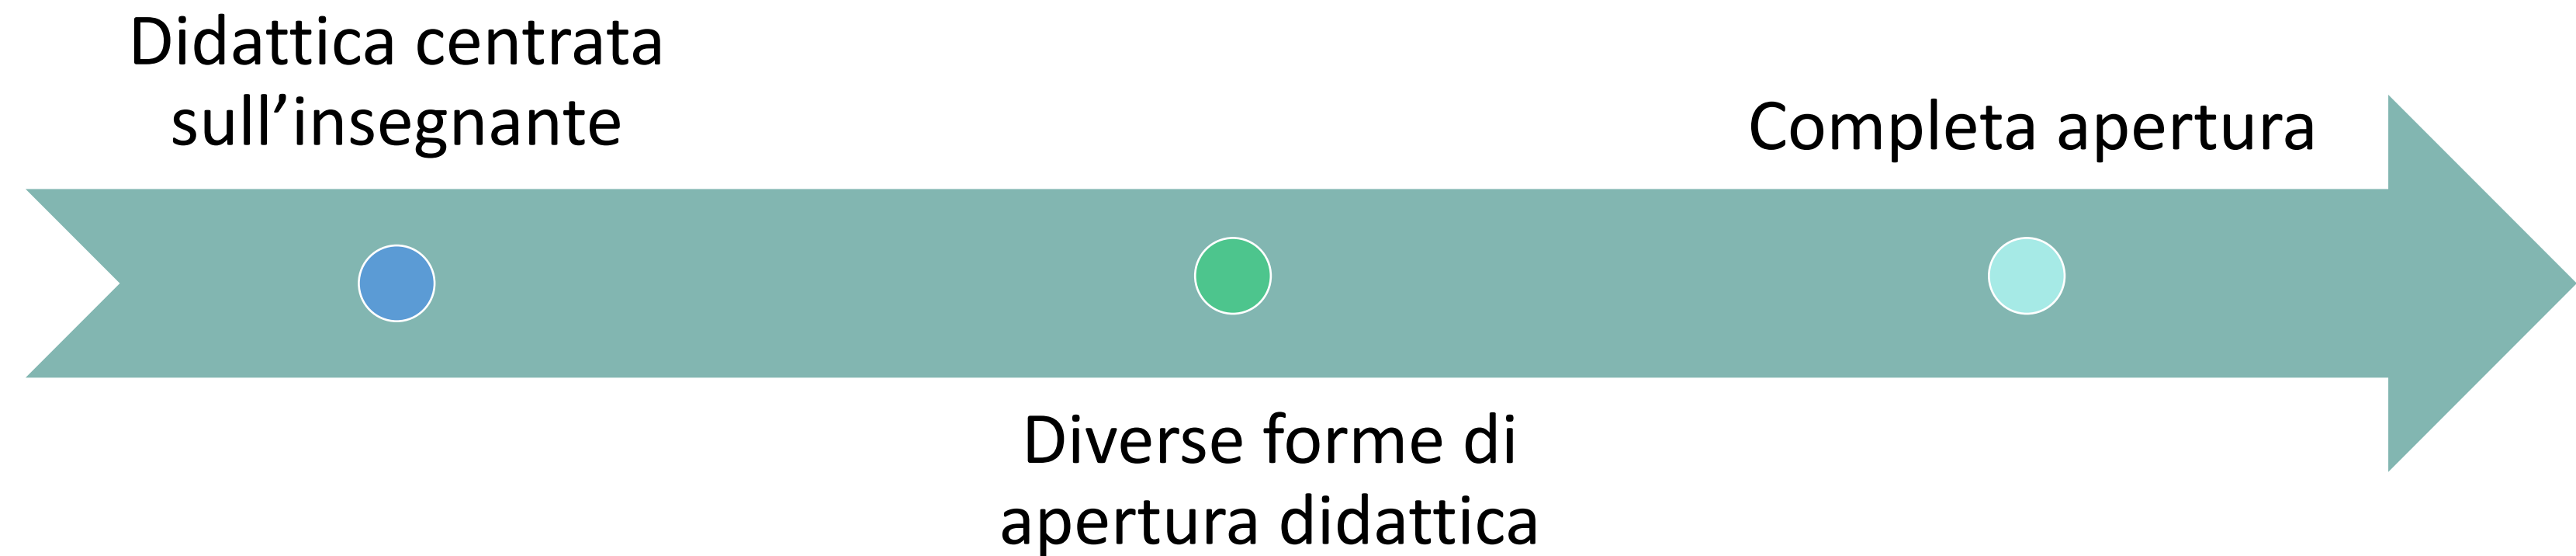 Didattica centrata
sull’insegnante
Completa apertura
Diverse forme di
apertura didattica